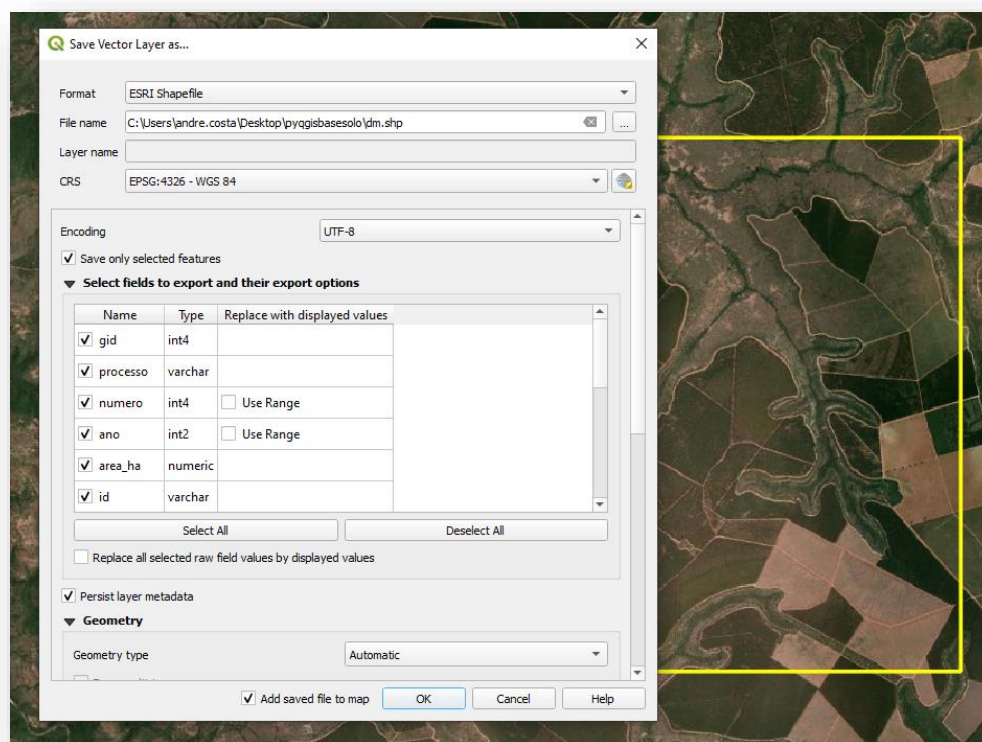 Save Vector Layer as...
Format ESRI Shapefile
File name C:\Users\andre.costa\Desktop\pyqgisbasesolo\dm.shp ...
Layer name
CRS EPSG:4326 - WGS 84
Encoding UTF-8
Save only selected features
Select fields to export and their export options
Name Type Replace with displayed values
gid int4
processo varchar
numero int4 Use Range
ano int2 Use Range
area_ha numeric
id varchar
Select All Deselect All
Replace all selected raw field values by displayed values
Persist layer metadata
Geometry
Geometry type Automatic
Add saved file to map OK Cancel Help